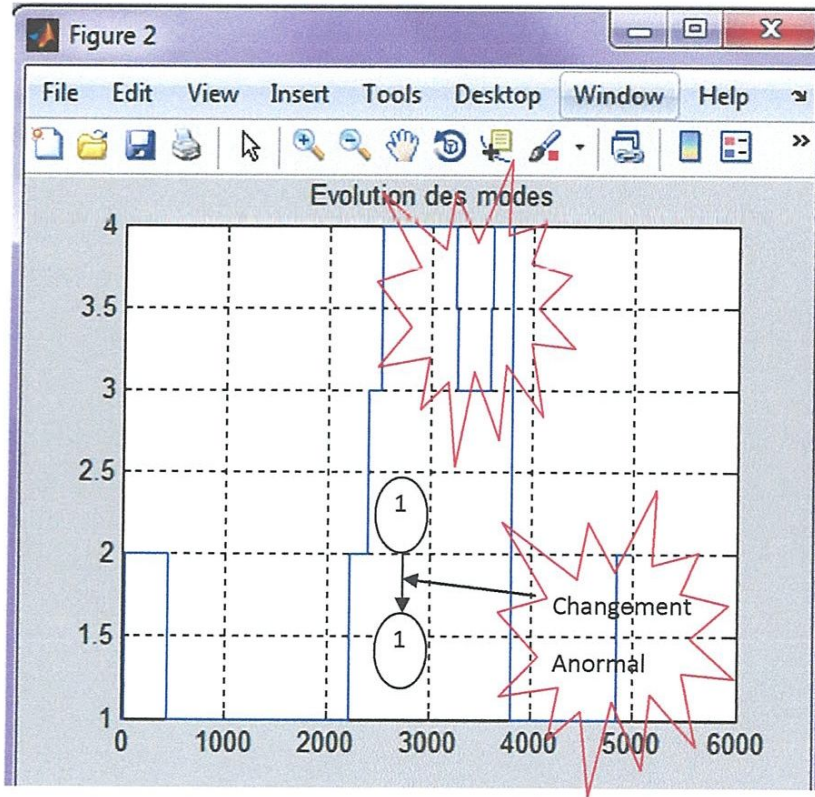 Figure 2
File Edit View Insert Tools Desktop Window Help
Evolution des modes
4
3.5
3
2.5
2
1.5
1
1
1
Changement
Anormal
0 1000 2000 3000 4000 5000 6000